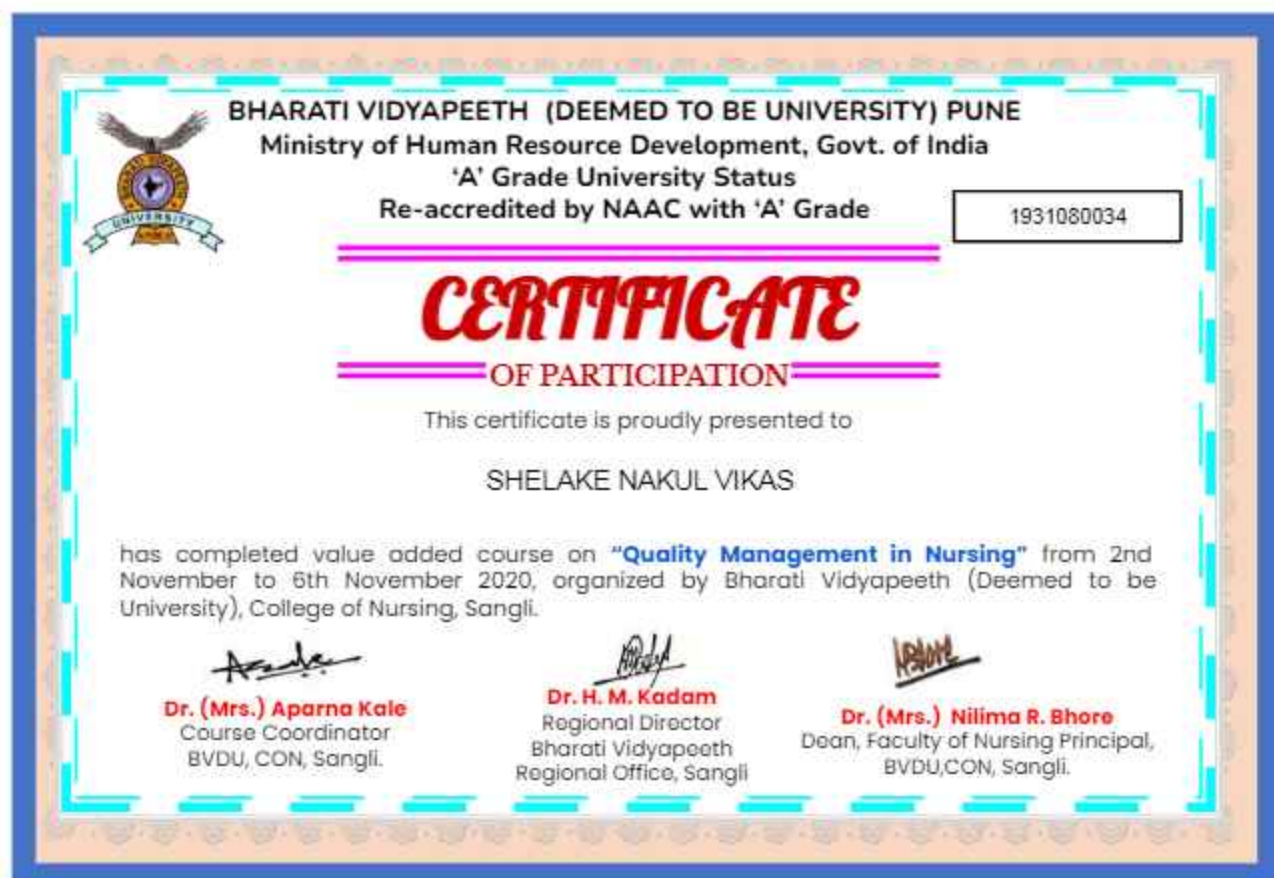 BHARATI VIDYAPEETH (DEEMED TO BE UNIVERSITY) PUNE
Ministry of Human Resource Development, Govt. of India
‘A’ Grade University Status
Re-accredited by NAAC with ‘A’ Grade
1931080034
BHARATI VIDYAPEETH
UNIVERSITY
CERTIFICATE
OF PARTICIPATION
This certificate is proudly presented to
SHELAKE NAKUL VIKAS
has completed value added course on “Quality Management in Nursing” from 2nd
November to 6th November 2020, organized by Bharati Vidyapeeth (Deemed to be
University), College of Nursing, Sangli.
Dr. (Mrs.) Aparna Kale
Course Coordinator
BVDU, CON, Sangli.
Dr. H. M. Kadam
Regional Director
Bharati Vidyapeeth
Regional Office, Sangli
Dr. (Mrs.) Nilima R. Bhore
Dean, Faculty of Nursing Principal,
BVDU,CON, Sangli.